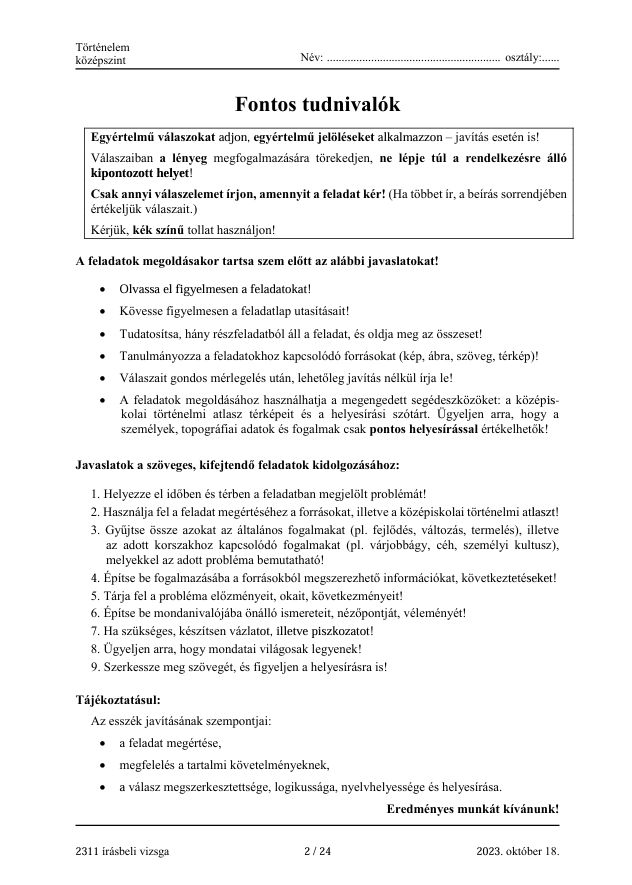 Történelem
középszint
Név: ............................................................ osztály:......
Fontos tudnivalók
Egyértelmű válaszokat adjon, egyértelmű jelöléseket alkalmazzon – javítás esetén is!
Válaszaiban a lényeg megfogalmazására törekedjen, ne lépje túl a rendelkezésre álló
kipontozott helyet!
Csak annyi válaszelemet írjon, amennyit a feladat kér! (Ha többet ír, a beírás sorrendjében
értékeljük válaszait.)
Kérjük, kék színű tollat használjon!
A feladatok megoldásakor tartsa szem előtt az alábbi javaslatokat!
• Olvassa el figyelmesen a feladatokat!
• Kövesse figyelmesen a feladatlap utasításait!
• Tudatosítsa, hány részfeladatból áll a feladat, és oldja meg az összeset!
• Tanulmányozza a feladatokhoz kapcsolódó forrásokat (kép, ábra, szöveg, térkép)!
• Válaszait gondos mérlegelés után, lehetőleg javítás nélkül írja le!
• A feladatok megoldásához használhatja a megengedett segédeszközöket: a középis-
kolai történelmi atlasz térképeit és a helyesírási szótárt. Ügyeljen arra, hogy a
személyek, topográfiai adatok és fogalmak csak pontos helyesírással értékelhetők!
Javaslatok a szöveges, kifejtendő feladatok kidolgozásához:
1. Helyezze el időben és térben a feladatban megjelölt problémát!
2. Használja fel a feladat megértéséhez a forrásokat, illetve a középiskolai történelmi atlaszt!
3. Gyűjtse össze azokat az általános fogalmakat (pl. fejlődés, változás, termelés), illetve
az adott korszakhoz kapcsolódó fogalmakat (pl. várjobbágy, céh, személyi kultusz),
melyekkel az adott probléma bemutatható!
4. Építse be fogalmazásába a forrásokból megszerezhető információkat, következtetéseket!
5. Tárja fel a probléma előzményeit, okait, következményeit!
6. Építse be mondanivalójába önálló ismereteit, nézőpontját, véleményét!
7. Ha szükséges, készítsen vázlatot, illetve piszkozatot!
8. Ügyeljen arra, hogy mondatai világosak legyenek!
9. Szerkessze meg szövegét, és figyeljen a helyesírásra is!
Tájékoztatásul:
Az esszék javításának szempontjai:
• a feladat megértése,
• megfelelés a tartalmi követelményeknek,
• a válasz megszerkesztettsége, logikussága, nyelvhelyessége és helyesírása.
Eredményes munkát kívánunk!
2311 írásbeli vizsga
2 / 24
2023. október 18.